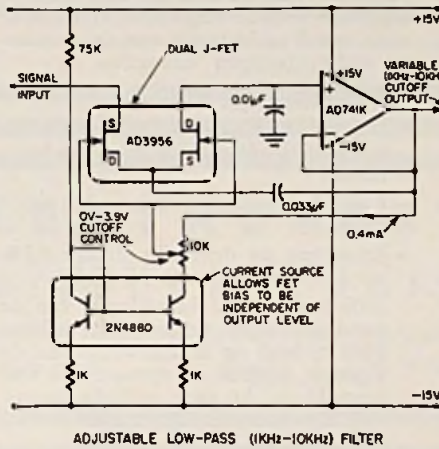 +15V
75K
DUAL J-FET
SIGNAL
INPUT
VARIABLE
(1KHz-10KHz)
CUTOFF
OUTPUT
+15V
S
D
+
0.01µF
AD741K
AD3956
D
S
−
-15V
0V-3.9V
CUTOFF
CONTROL
0.033µF
10K
0.4mA
CURRENT SOURCE
ALLOWS FET
BIAS TO BE
INDEPENDENT OF
OUTPUT LEVEL
2N4880
1K
1K
-15V
ADJUSTABLE LOW-PASS (1KHz-10KHz) FILTER